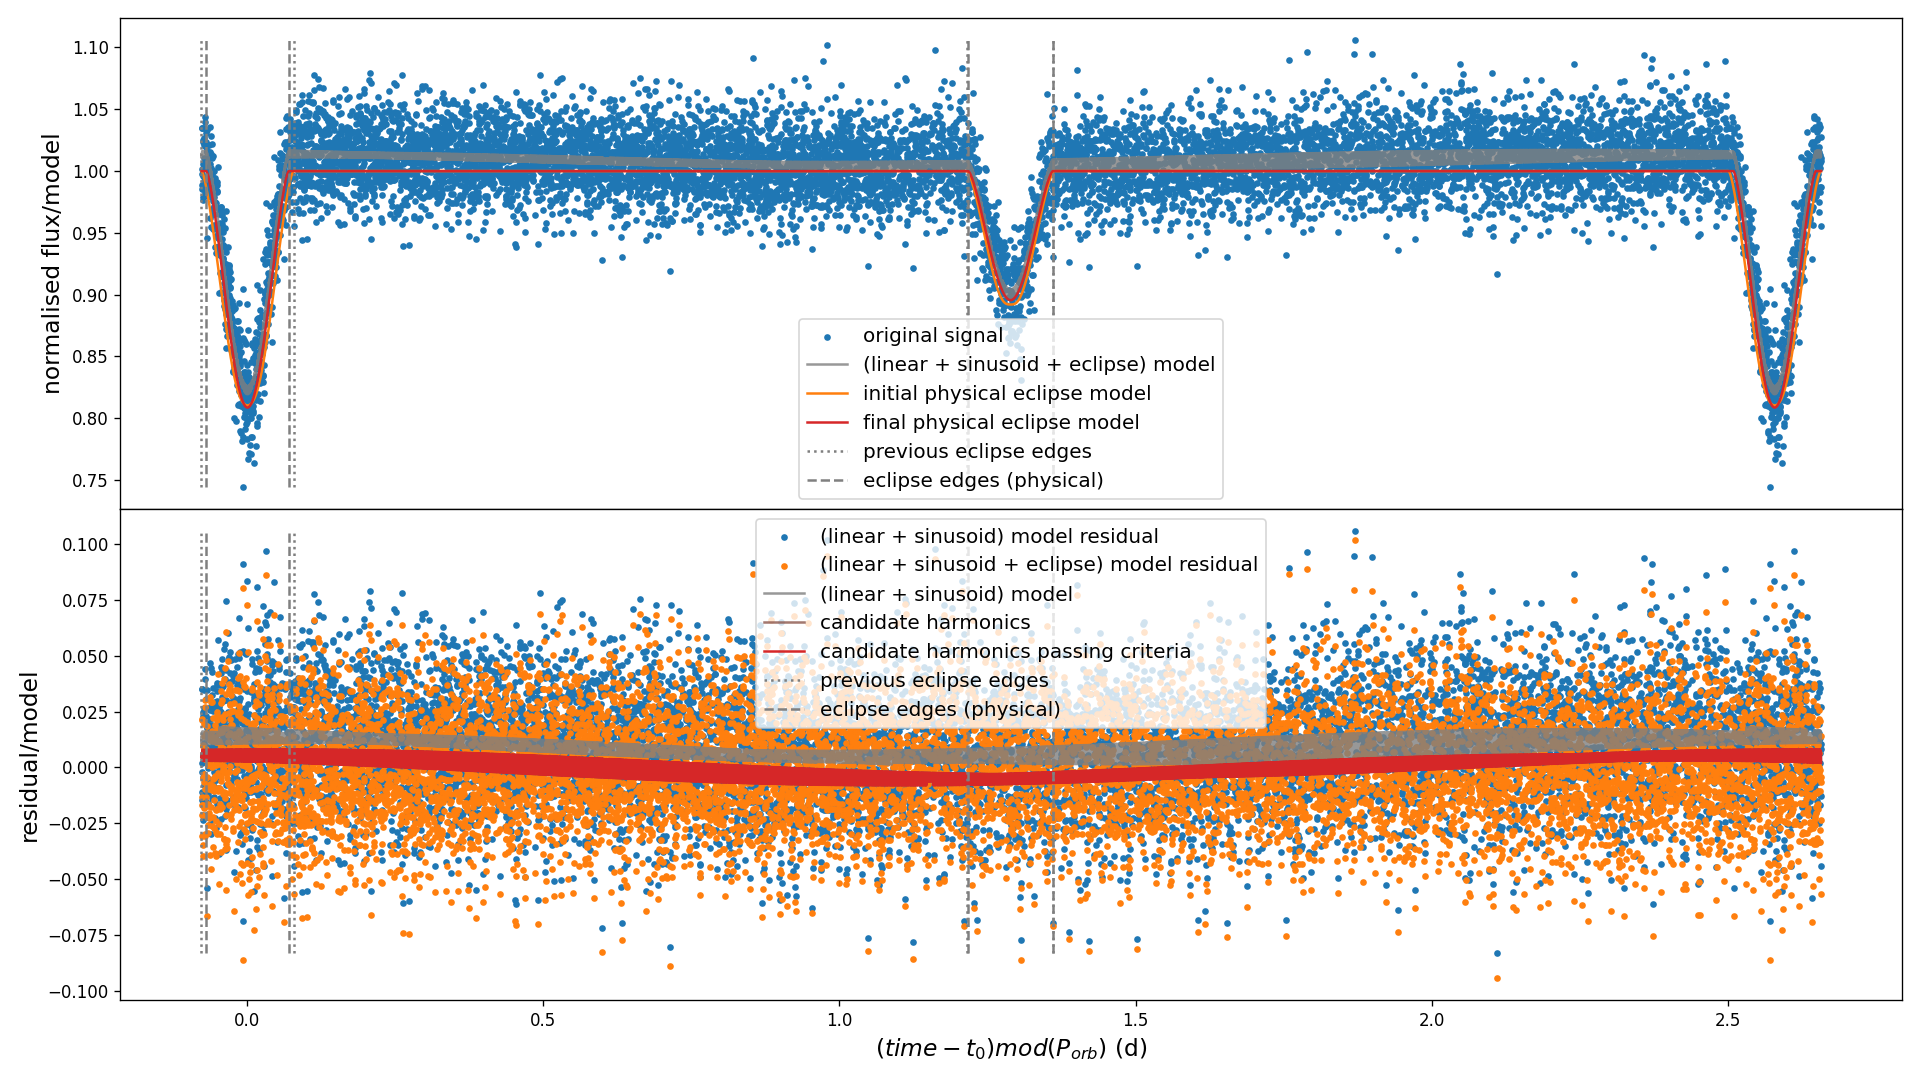 normalised flux/model
1.10
1.05
1.00
0.95
0.90
0.85
0.80
0.75
original signal
(linear + sinusoid + eclipse) model
initial physical eclipse model
final physical eclipse model
previous eclipse edges
eclipse edges (physical)
residual/model
0.100
0.075
0.050
0.025
0.000
−0.025
−0.050
−0.075
−0.100
(linear + sinusoid) model residual
(linear + sinusoid + eclipse) model residual
(linear + sinusoid) model
candidate harmonics
candidate harmonics passing criteria
previous eclipse edges
eclipse edges (physical)
0.0 0.5 1.0 1.5 2.0 2.5
(time − t₀)mod(Pₒᵣb) (d)